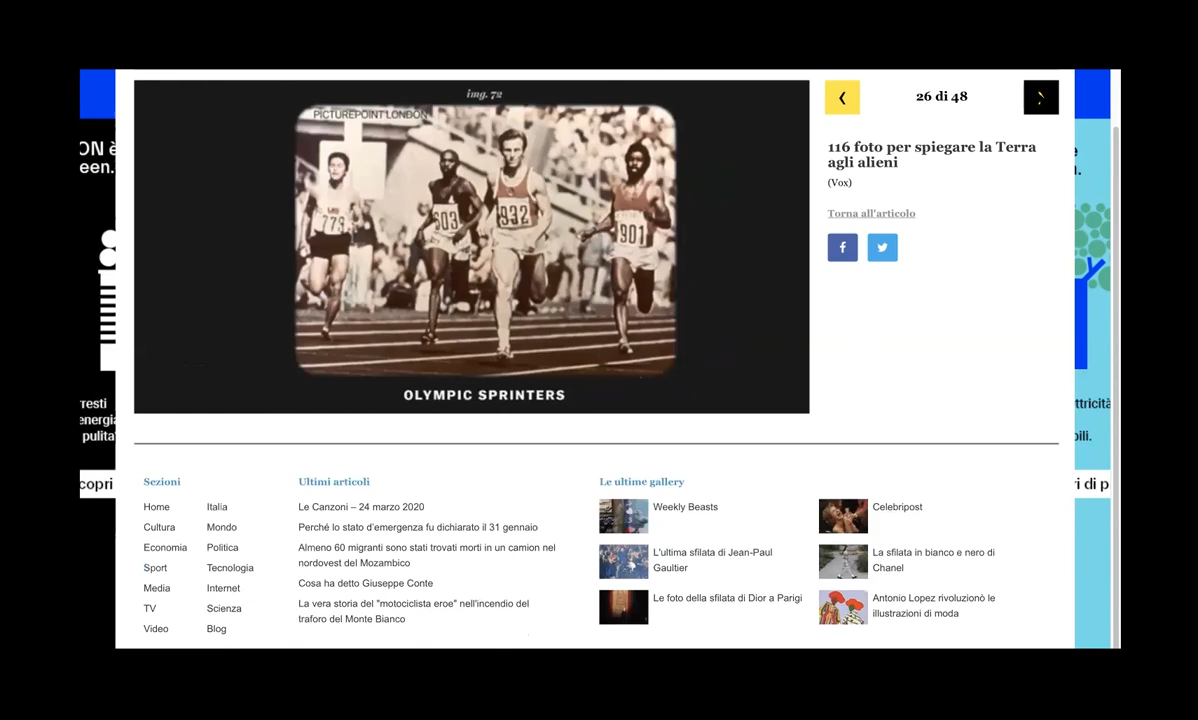 img. 72
PICTUREPOINT LONDON
779
603
932
901
OLYMPIC SPRINTERS
26 di 48
116 foto per spiegare la Terra
agli alieni
(Vox)
Torna all'articolo
ON è
een.
rresti
energia
pulita
copri
ttricità
bili.
ri di p
Sezioni
Home
Cultura
Economia
Sport
Media
TV
Video
Italia
Mondo
Politica
Tecnologia
Internet
Scienza
Blog
Ultimi articoli
Le Canzoni – 24 marzo 2020
Perché lo stato d'emergenza fu dichiarato il 31 gennaio
Almeno 60 migranti sono stati trovati morti in un camion nel
nordovest del Mozambico
Cosa ha detto Giuseppe Conte
La vera storia del "motociclista eroe" nell'incendio del
traforo del Monte Bianco
Le ultime gallery
Weekly Beasts
L'ultima sfilata di Jean-Paul
Gaultier
Le foto della sfilata di Dior a Parigi
Celebripost
La sfilata in bianco e nero di
Chanel
Antonio Lopez rivoluzionò le
illustrazioni di moda